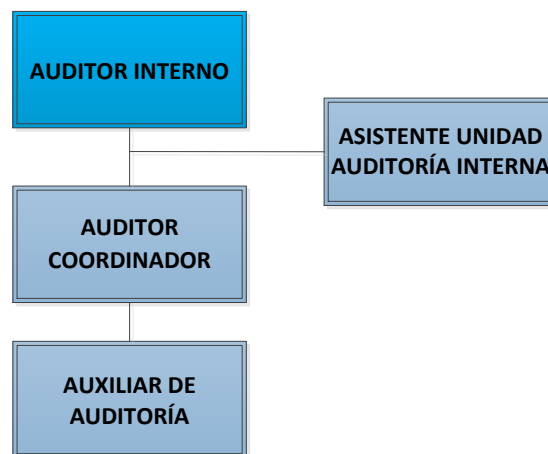 AUDITOR INTERNO
ASISTENTE UNIDAD
AUDITORÍA INTERNA
AUDITOR
COORDINADOR
AUXILIAR DE
AUDITORÍA